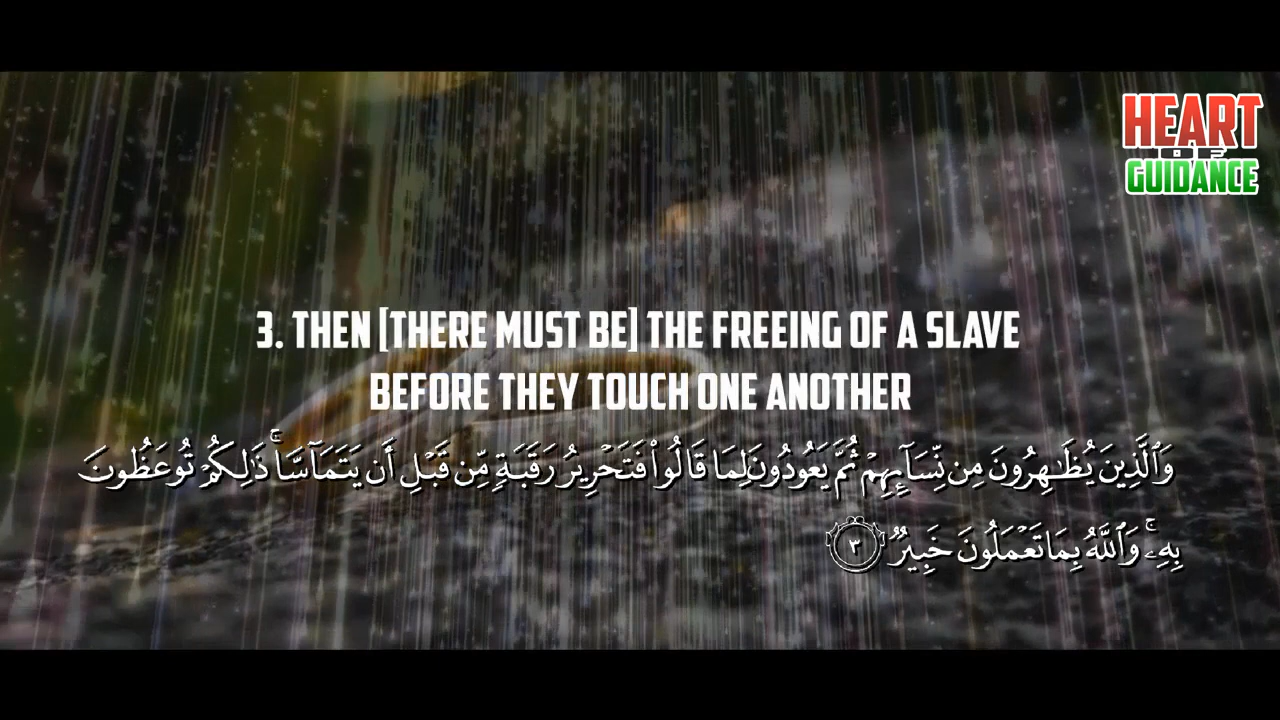 HEART
OF
GUIDANCE
3. THEN [THERE MUST BE] THE FREEING OF A SLAVE
BEFORE THEY TOUCH ONE ANOTHER
وَٱلَّذِينَ يُظَٰهِرُونَ مِن نِّسَآئِهِمْ ثُمَّ يَعُودُونَ لِمَا قَالُوا۟ فَتَحْرِيرُ رَقَبَةٍ مِّن قَبْلِ أَن يَتَمَآسَّا ۚ ذَٰلِكُمْ تُوعَظُونَ
بِهِۦ ۚ وَٱللَّهُ بِمَا تَعْمَلُونَ خَبِيرٌ ٣